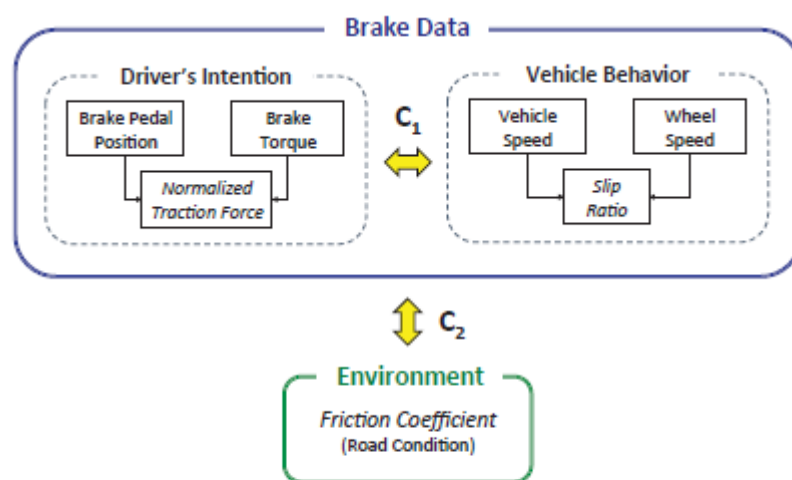 Brake Data
Driver's Intention
Brake Pedal
Position
Brake
Torque
Normalized
Traction Force
C₁
Vehicle Behavior
Vehicle
Speed
Wheel
Speed
Slip
Ratio
C₂
Environment
Friction Coefficient
(Road Condition)